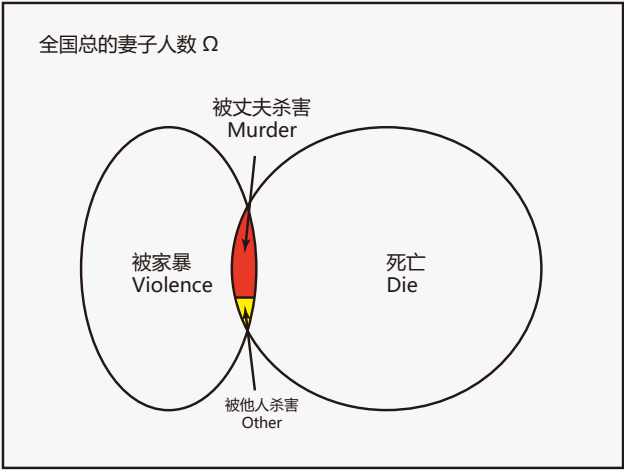 全国总的妻子人数 Ω
被丈夫杀害
Murder
被家暴
Violence
死亡
Die
被他人杀害
Other